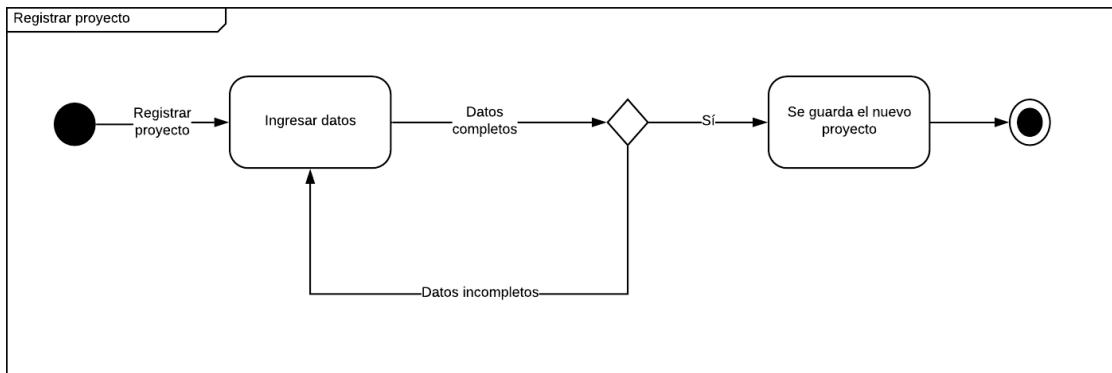 Registrar proyecto
Registrar
proyecto
Ingresar datos
Datos
completos
Sí
Se guarda el nuevo
proyecto
Datos incompletos